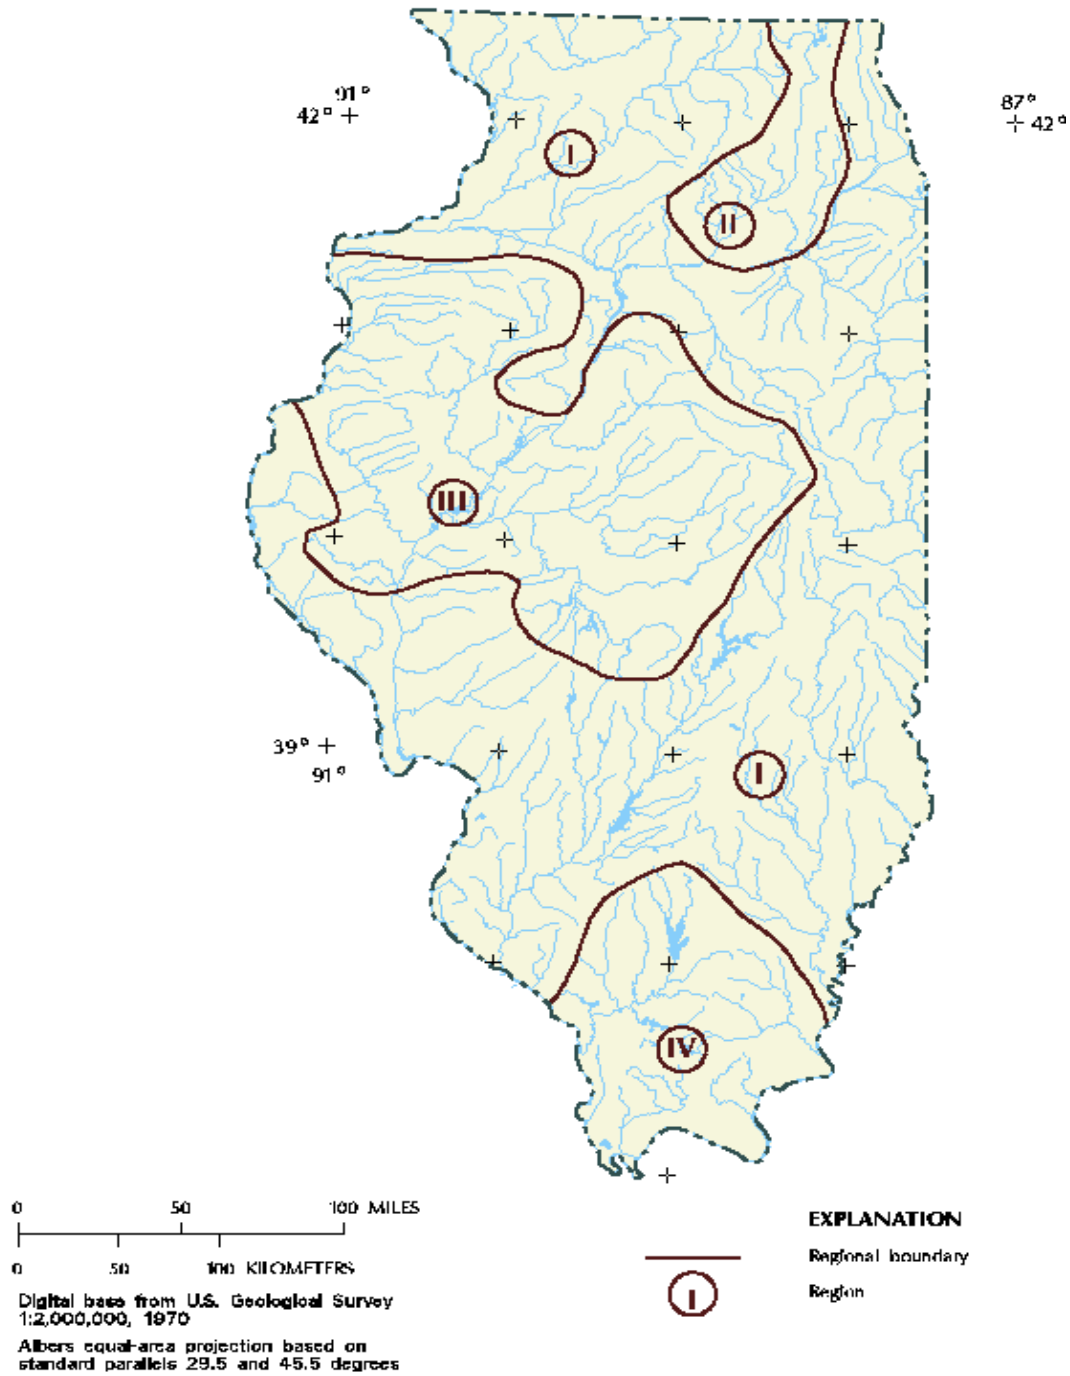 91°
42°
87°
42°
I
II
III
39°
91°
I
IV
0 50 100 MILES
0 50 100 KILOMETERS
Digital base from U.S. Geological Survey
1:2,000,000, 1970
Albers equal-area projection based on
standard parallels 29.5 and 45.5 degrees
EXPLANATION
Regional boundary
I
Region